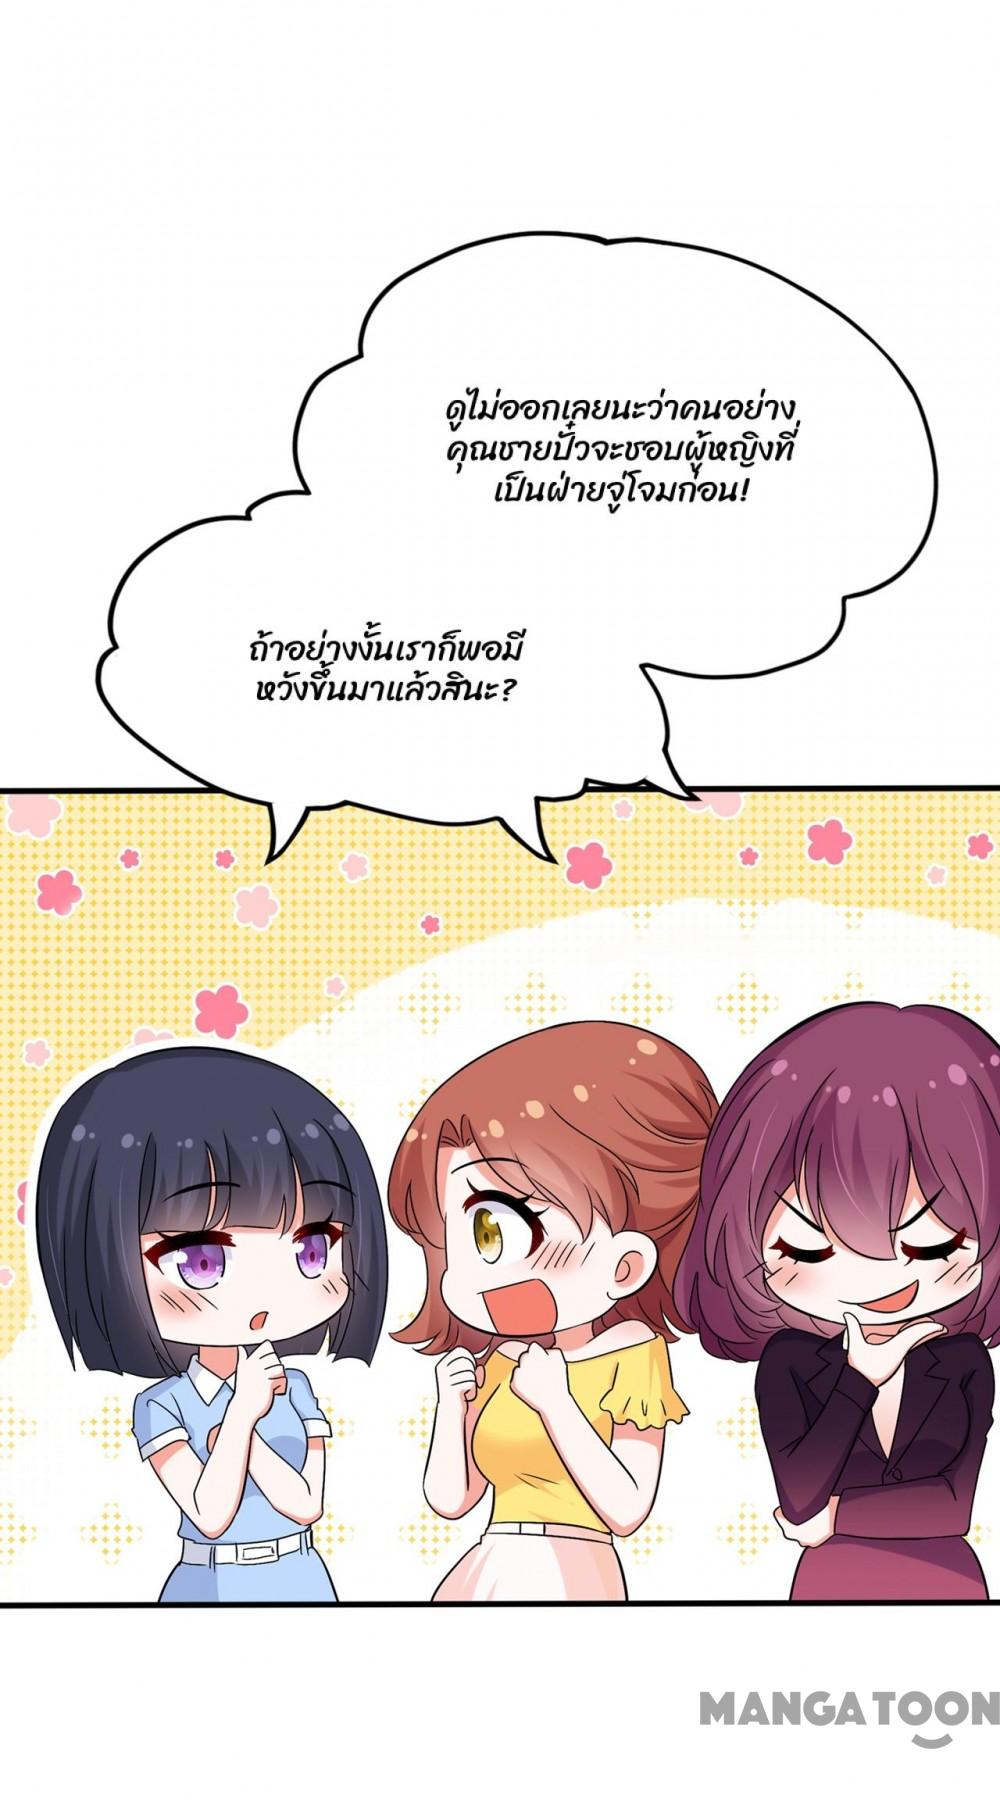 ดูไม่ออกเลยนะว่าคนอย่าง
คุณชายปั๋วจะชอบผู้หญิงที่
เป็นฝ่ายจู่โจมก่อน!
ถ้าอย่างงั้นเราก็พอมี
หวังขึ้นมาแล้วสินะ?
MANGATOON